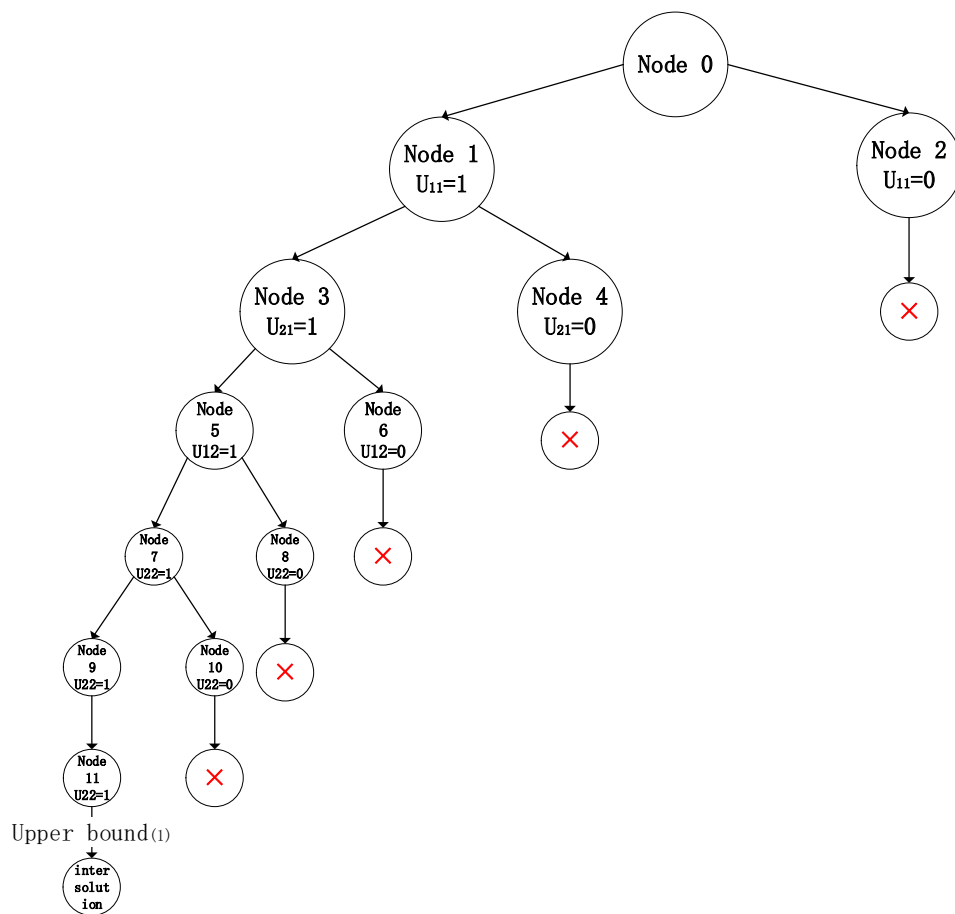 Node 0
Node 1
U₁₁=1
Node 2
U₁₁=0
Node 3
U₂₁=1
Node 4
U₂₁=0
Node
5
U12=1
Node
6
U12=0
Node
7
U22=1
Node
8
U22=0
Node
9
U22=1
Node
10
U22=0
Node
11
U22=1
Upper bound(1)
inter
solut
ion